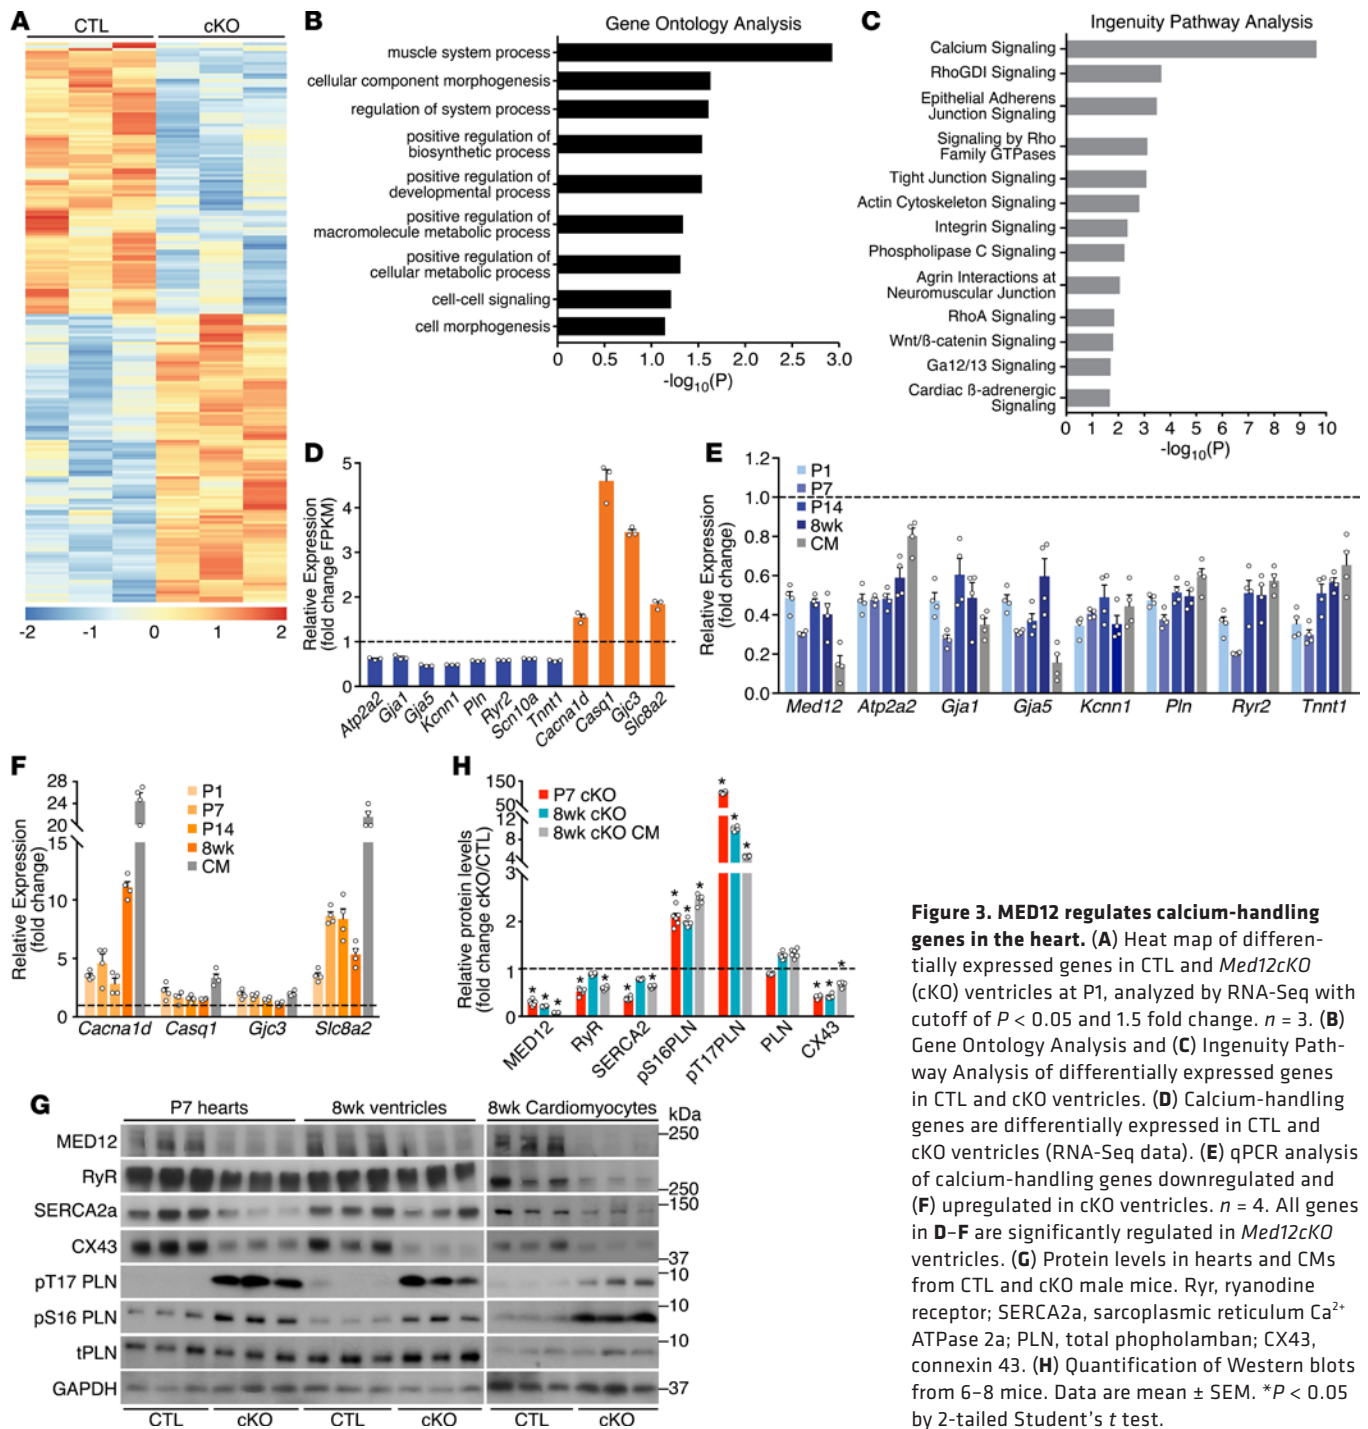 A
CTL
cKO
-2
-1
0
1
2
B
Gene Ontology Analysis
muscle system process
cellular component morphogenesis
regulation of system process
positive regulation of
biosynthetic process
positive regulation of
developmental process
positive regulation of
macromolecule metabolic process
positive regulation of
cellular metabolic process
cell-cell signaling
cell morphogenesis
0 0.5 1.0 1.5 2.0 2.5 3.0
-log10(P)
C
Ingenuity Pathway Analysis
Calcium Signaling
RhoGDI Signaling
Epithelial Adherens
Junction Signaling
Signaling by Rho
Family GTPases
Tight Junction Signaling
Actin Cytoskeleton Signaling
Integrin Signaling
Phospholipase C Signaling
Agrin Interactions at
Neuromuscular Junction
RhoA Signaling
Wnt/ß-catenin Signaling
Ga12/13 Signaling
Cardiac ß-adrenergic
Signaling
0 1 2 3 4 5 6 7 8 9 10
-log10(P)
D
Relative Expression
(fold change FPKM)
5
4
3
2
1
0
Atp2a2 Gja1 Gja5 Kcnn1 Pln Ryr2 Scn10a Tnnt1 Cacna1d Casq1 Gjc3 Slc8a2
E
Relative Expression
(fold change)
1.2
1.0
0.8
0.6
0.4
0.2
0.0
P1
P7
P14
8wk
CM
Med12 Atp2a2 Gja1 Gja5 Kcnn1 Pln Ryr2 Tnnt1
F
Relative Expression
(fold change)
28
24
20
15
10
5
0
P1
P7
P14
8wk
CM
Cacna1d Casq1 Gjc3 Slc8a2
H
Relative protein levels
(fold change cKO/CTL)
150
50
12
8
4
3
2
1
0
P7 cKO
8wk cKO
8wk cKO CM
* * * * * * * * * * * * * * * * *
MED12 RyR SERCA2 pS16PLN pT17PLN PLN CX43
G
P7 hearts 8wk ventricles 8wk Cardiomyocytes kDa
MED12 250
RyR 250
SERCA2a 150
CX43 37
pT17 PLN 10
pS16 PLN 10
tPLN 10
GAPDH 37
CTL cKO CTL cKO CTL cKO
Figure 3. MED12 regulates calcium-handling
genes in the heart. (A) Heat map of differen-
tially expressed genes in CTL and Med12cKO
(cKO) ventricles at P1, analyzed by RNA-Seq with
cutoff of P < 0.05 and 1.5 fold change. n = 3. (B)
Gene Ontology Analysis and (C) Ingenuity Path-
way Analysis of differentially expressed genes
in CTL and cKO ventricles. (D) Calcium-handling
genes are differentially expressed in CTL and
cKO ventricles (RNA-Seq data). (E) qPCR analysis
of calcium-handling genes downregulated and
(F) upregulated in cKO ventricles. n = 4. All genes
in D–F are significantly regulated in Med12cKO
ventricles. (G) Protein levels in hearts and CMs
from CTL and cKO male mice. Ryr, ryanodine
receptor; SERCA2a, sarcoplasmic reticulum Ca2+
ATPase 2a; PLN, total phopholamban; CX43,
connexin 43. (H) Quantification of Western blots
from 6–8 mice. Data are mean ± SEM. *P < 0.05
by 2-tailed Student's t test.